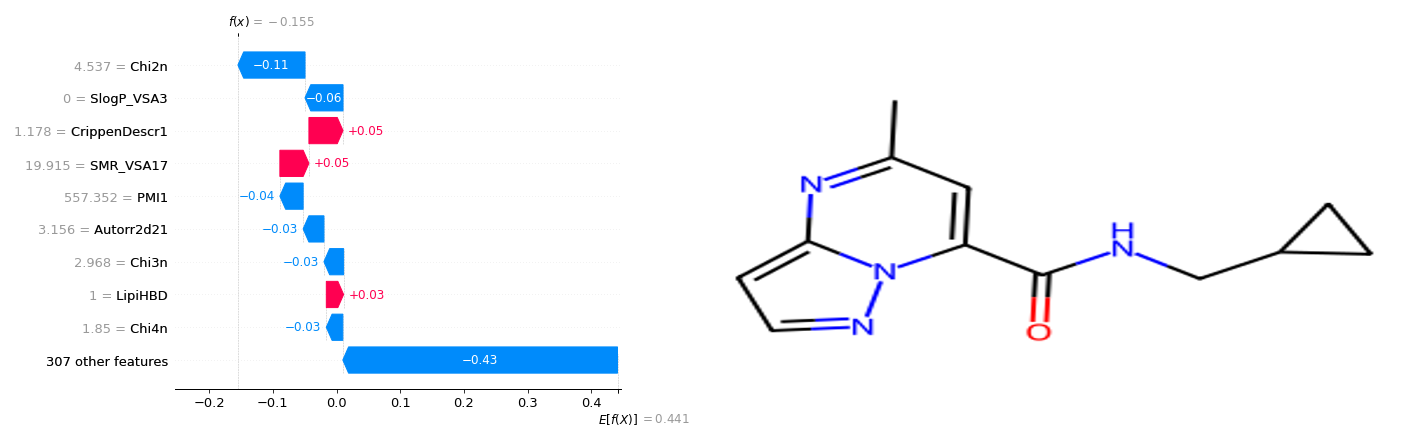 f(x) = −0.155
4.537 = Chi2n
−0.11
0 = SlogP_VSA3
−0.06
1.178 = CrippenDescr1
+0.05
19.915 = SMR_VSA17
+0.05
557.352 = PMI1
−0.04
3.156 = Autorr2d21
−0.03
2.968 = Chi3n
−0.03
1 = LipiHBD
+0.03
1.85 = Chi4n
−0.03
307 other features
−0.43
−0.2 −0.1 0.0 0.1 0.2 0.3 0.4
E[f(X)] = 0.441
N
N
N
H
N
O